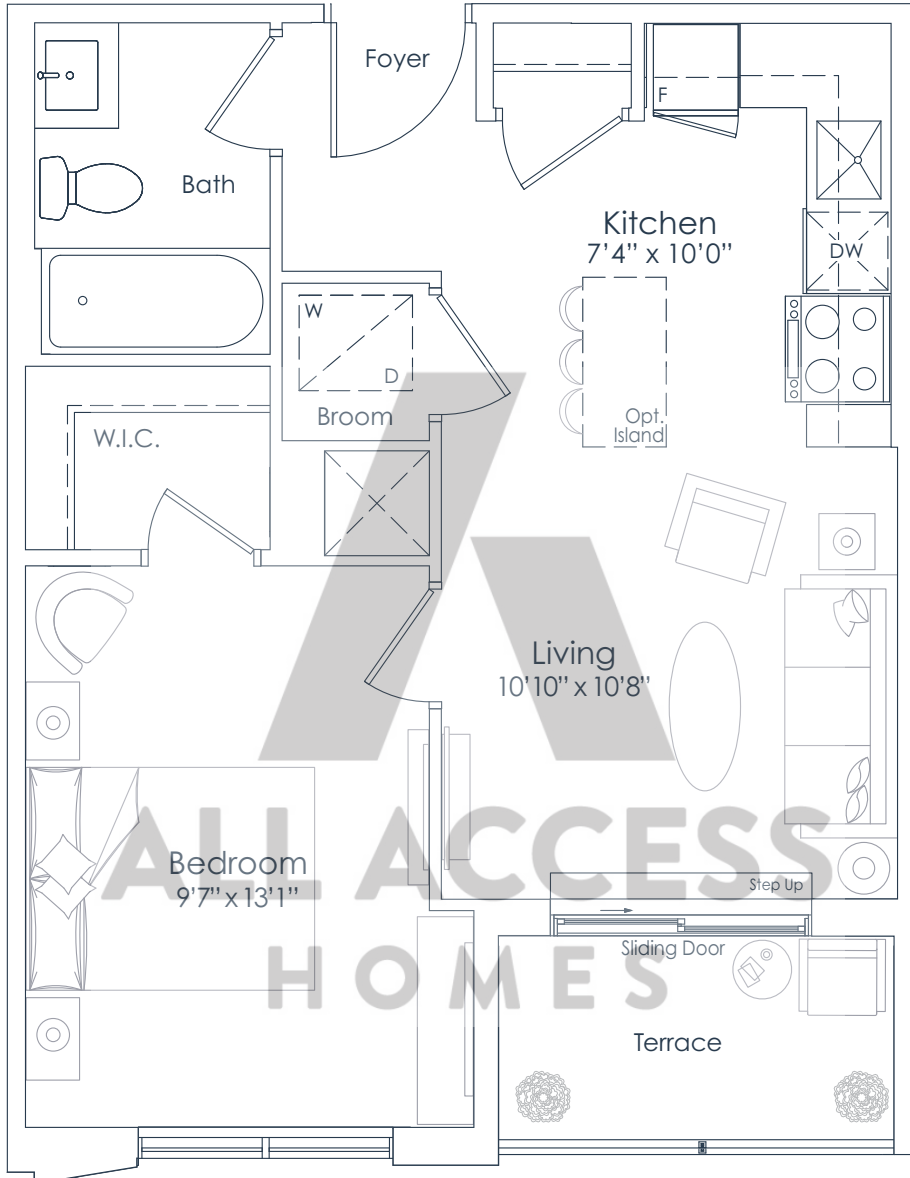 Foyer
F
Bath
Kitchen
7’4” x 10’0”
DW
W
D
Broom
Opt.
Island
W.I.C.
Living
10’10” x 10’8”
Bedroom
9’7” x 13’1”
ALL ACCESS
HOMES
Step Up
Sliding Door
Terrace